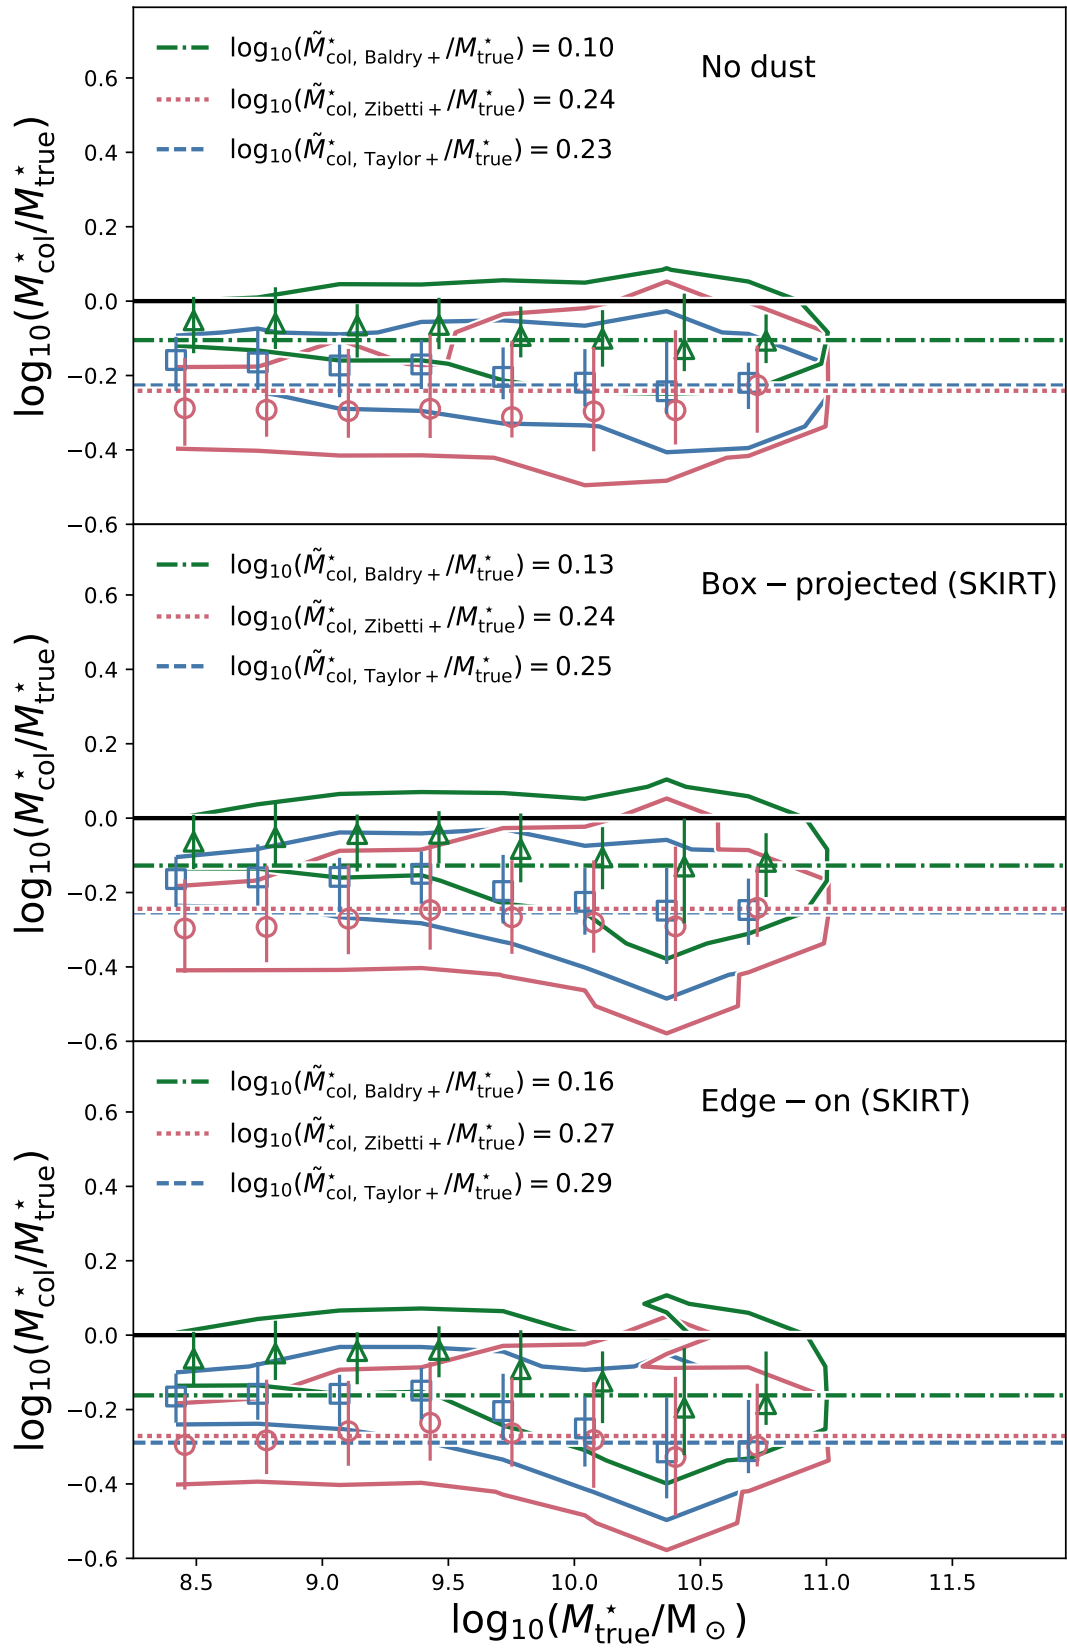 log₁₀(M̃*col, Baldry+/M*true) = 0.10
No dust
log₁₀(M̃*col, Zibetti+/M*true) = 0.24
log₁₀(M̃*col, Taylor+/M*true) = 0.23
log₁₀(M*col/M*true)
0.6
0.4
0.2
0.0
−0.2
−0.4
−0.6
log₁₀(M̃*col, Baldry+/M*true) = 0.13
Box − projected (SKIRT)
log₁₀(M̃*col, Zibetti+/M*true) = 0.24
log₁₀(M̃*col, Taylor+/M*true) = 0.25
log₁₀(M*col/M*true)
0.6
0.4
0.2
0.0
−0.2
−0.4
−0.6
log₁₀(M̃*col, Baldry+/M*true) = 0.16
Edge − on (SKIRT)
log₁₀(M̃*col, Zibetti+/M*true) = 0.27
log₁₀(M̃*col, Taylor+/M*true) = 0.29
log₁₀(M*col/M*true)
0.6
0.4
0.2
0.0
−0.2
−0.4
−0.6
8.5 9.0 9.5 10.0 10.5 11.0 11.5
log₁₀(M*true/M⊙)